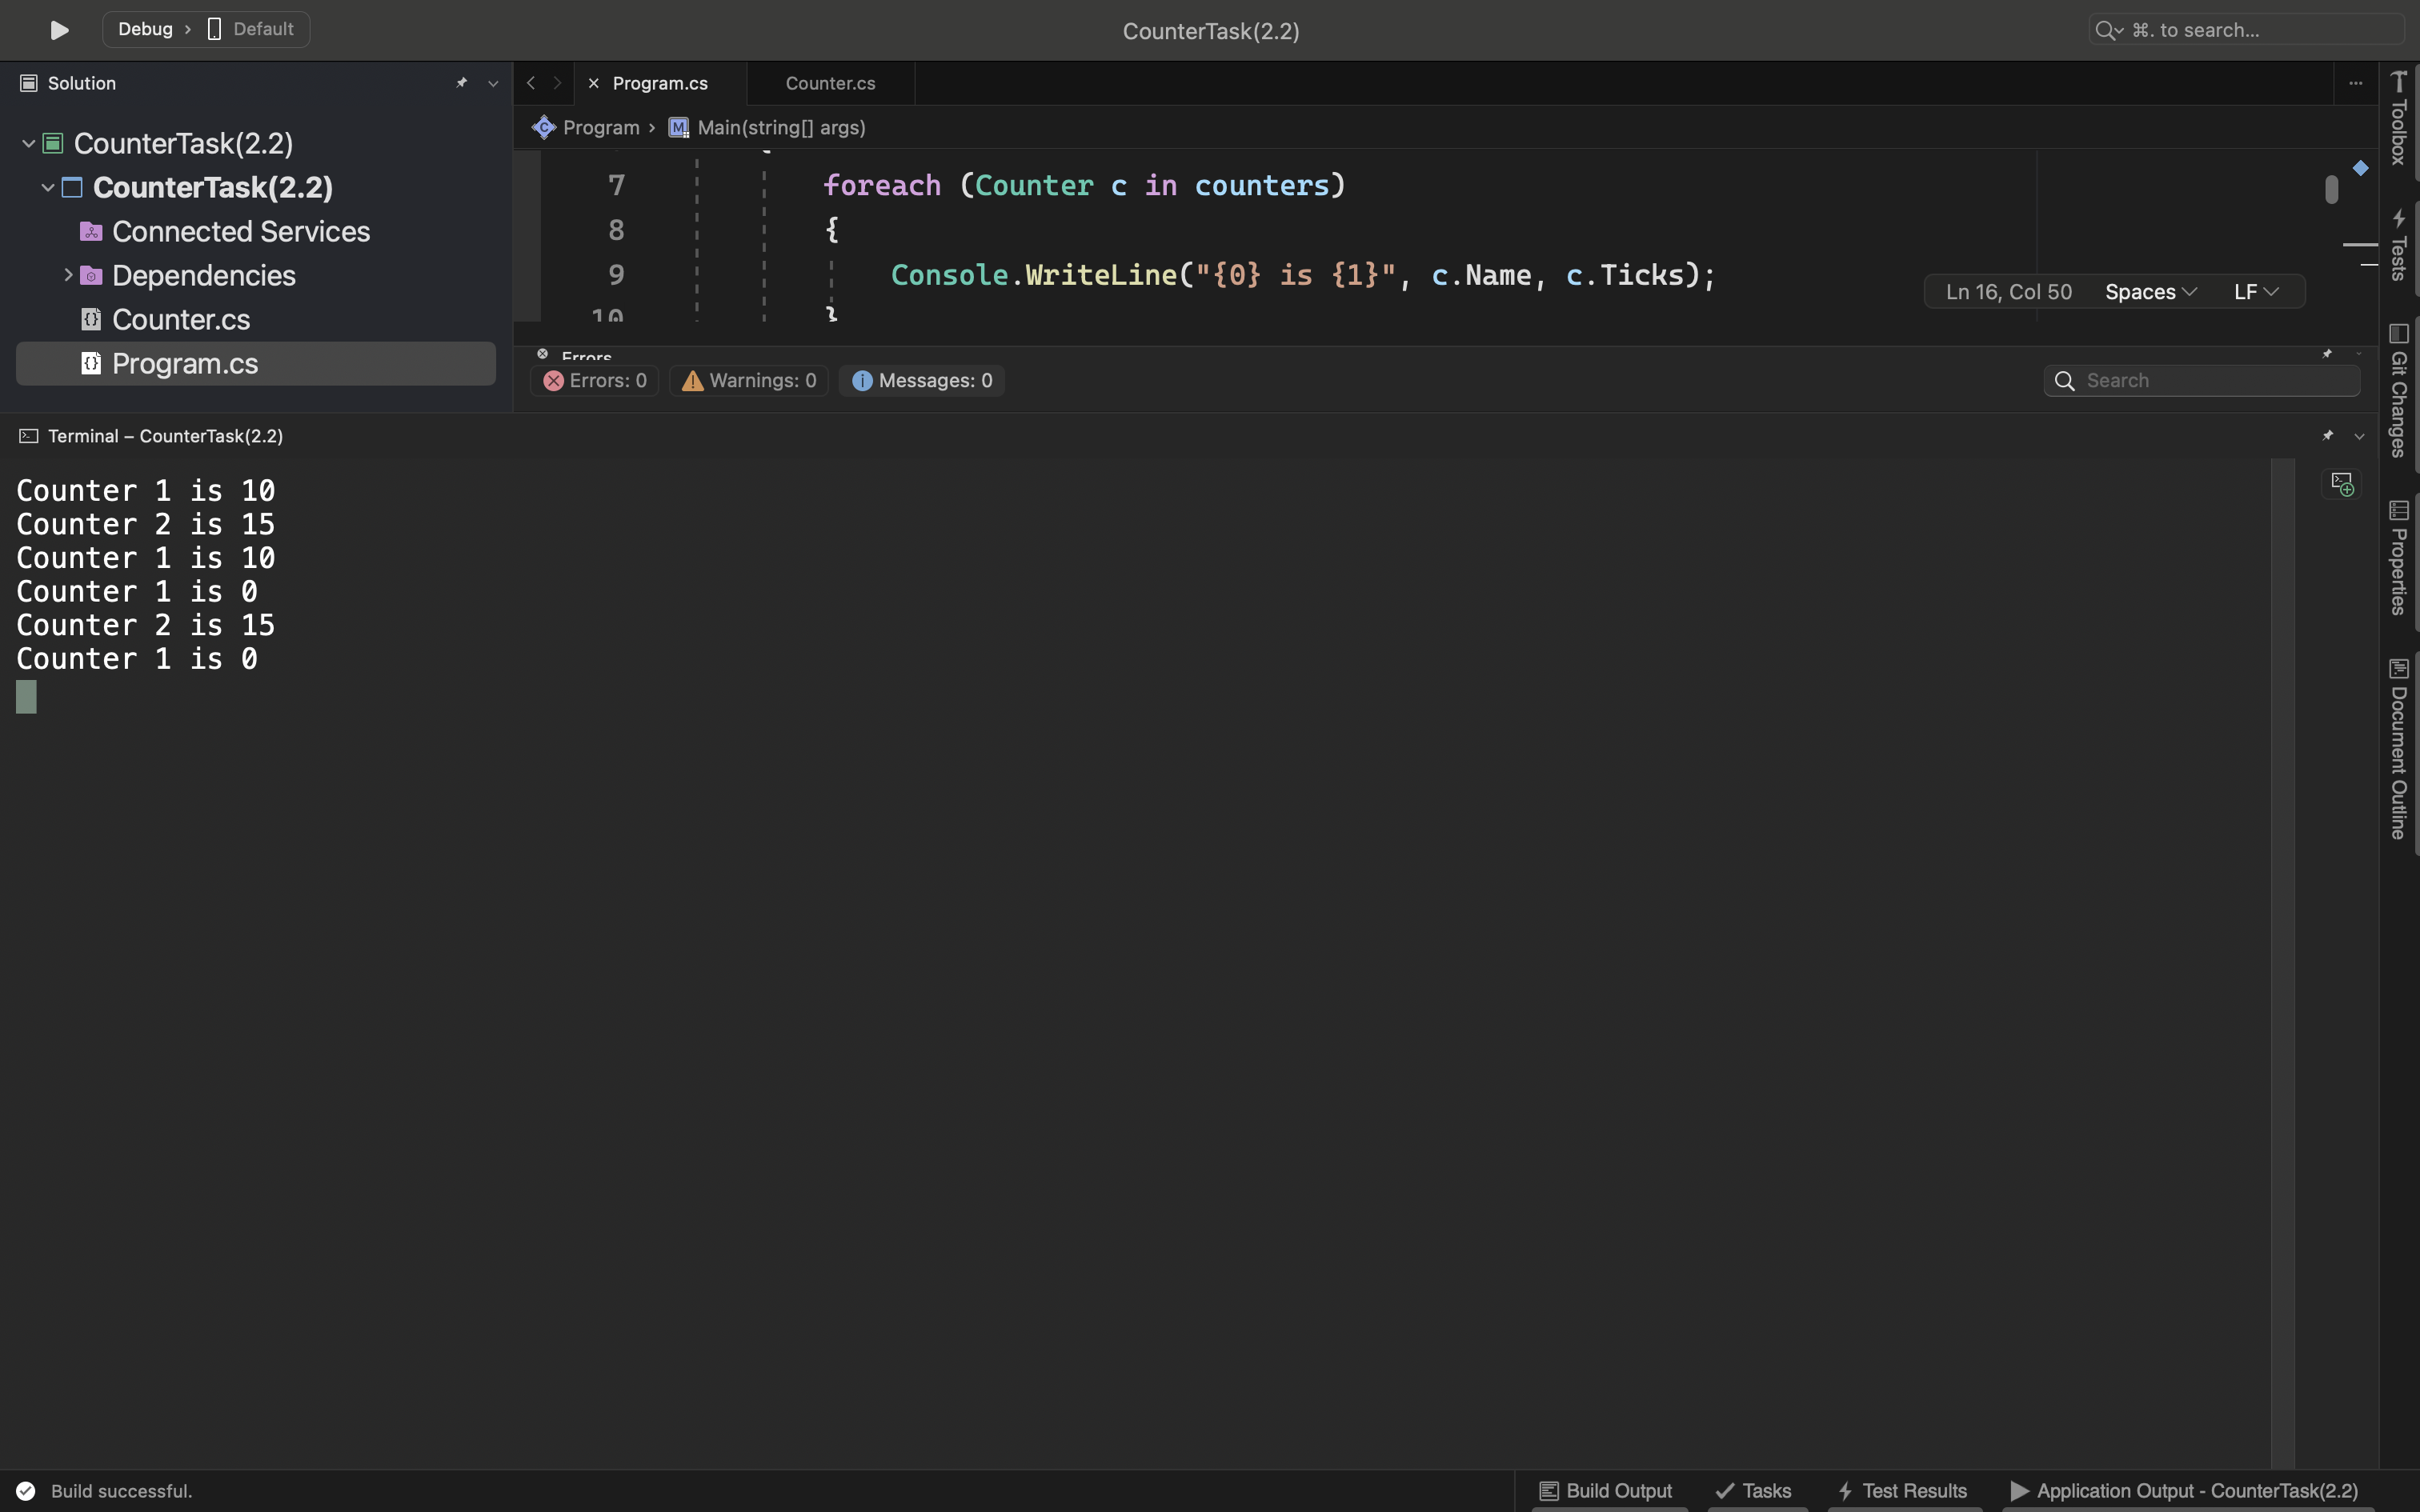 Debug › Default
CounterTask(2.2)
⌘. to search...
Solution
CounterTask(2.2)
CounterTask(2.2)
Connected Services
Dependencies
Counter.cs
Program.cs
Program.cs
Counter.cs
Program › M Main(string[] args)
7 foreach (Counter c in counters)
8 {
9 Console.WriteLine("{0} is {1}", c.Name, c.Ticks);
10 }
Ln 16, Col 50 Spaces LF
Errors
Errors: 0 Warnings: 0 Messages: 0
Search
Terminal – CounterTask(2.2)
Counter 1 is 10
Counter 2 is 15
Counter 1 is 10
Counter 1 is 0
Counter 2 is 15
Counter 1 is 0
Toolbox
Tests
Git Changes
Properties
Document Outline
Build successful.
Build Output
Tasks
Test Results
Application Output - CounterTask(2.2)